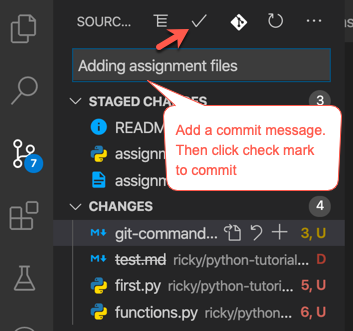 SOURC...
Adding assignment files
STAGED CHANGES 3
README
assignm
assignm
Add a commit message.
Then click check mark
to commit
7
CHANGES 4
git-command... 3, U
test.md ricky/python-tutorial... D
first.py ricky/python-tutori... 5, U
functions.py ricky/python... 6, U